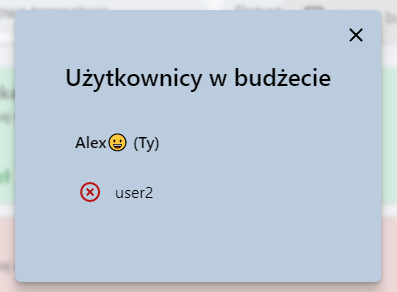 Użytkownicy w budżecie
Alex😀 (Ty)
user2